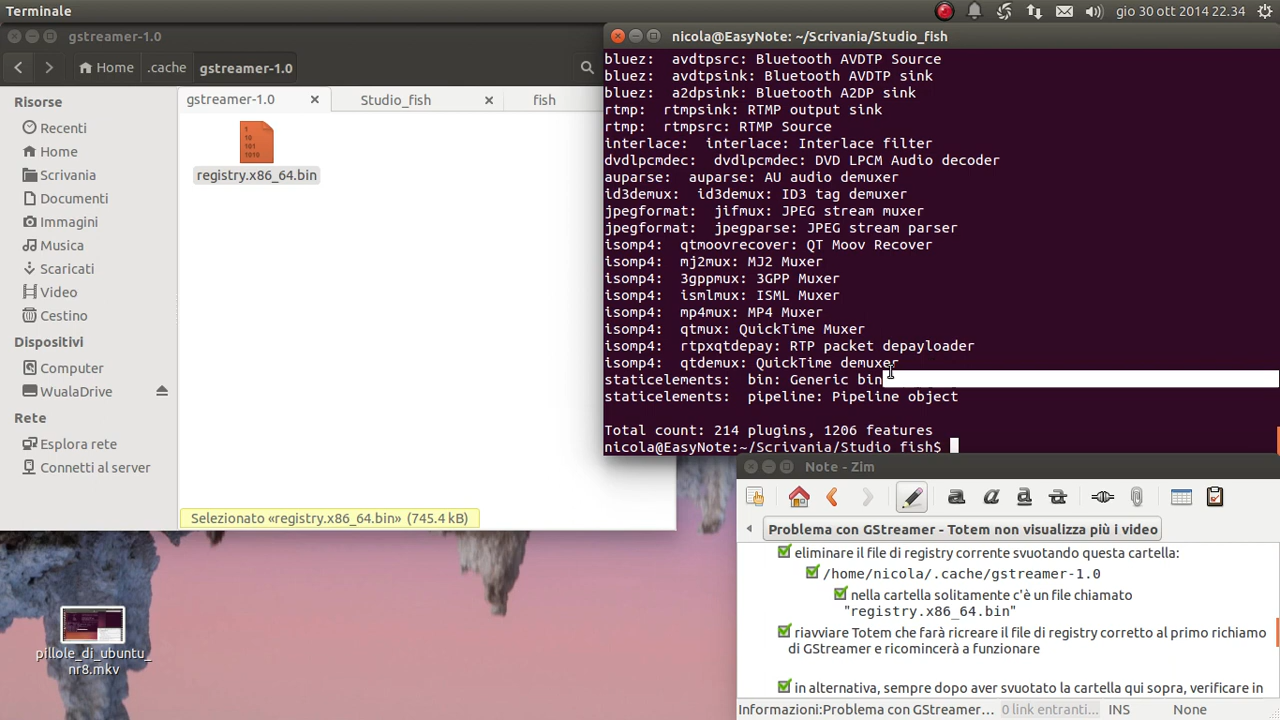 Terminale
gio 30 ott 2014 22.34
gstreamer-1.0
Home
.cache
gstreamer-1.0
Risorse
Recenti
Home
Scrivania
Documenti
Immagini
Musica
Scaricati
Video
Cestino
Dispositivi
Computer
WualaDrive
Rete
Esplora rete
Connetti al server
gstreamer-1.0
Studio_fish
fish
1
10
101
1010
registry.x86_64.bin
Selezionato «registry.x86_64.bin» (745.4 kB)
pillole_di_ubuntu_
nr8.mkv
nicola@EasyNote: ~/Scrivania/Studio_fish
bluez:  avdtpsrc: Bluetooth AVDTP Source
bluez:  avdtpsink: Bluetooth AVDTP sink
bluez:  a2dpsink: Bluetooth A2DP sink
rtmp:  rtmpsink: RTMP output sink
rtmp:  rtmpsrc: RTMP Source
interlace:  interlace: Interlace filter
dvdlpcmdec:  dvdlpcmdec: DVD LPCM Audio decoder
auparse:  auparse: AU audio demuxer
id3demux:  id3demux: ID3 tag demuxer
jpegformat:  jifmux: JPEG stream muxer
jpegformat:  jpegparse: JPEG stream parser
isomp4:  qtmoovrecover: QT Moov Recover
isomp4:  mj2mux: MJ2 Muxer
isomp4:  3gppmux: 3GPP Muxer
isomp4:  ismlmux: ISML Muxer
isomp4:  mp4mux: MP4 Muxer
isomp4:  qtmux: QuickTime Muxer
isomp4:  rtpxqtdepay: RTP packet depayloader
isomp4:  qtdemux: QuickTime demuxer
staticelements:  bin: Generic bin
staticelements:  pipeline: Pipeline object
Total count: 214 plugins, 1206 features
nicola@EasyNote:~/Scrivania/Studio_fish$
Note - Zim
Problema con GStreamer - Totem non visualizza più i video
eliminare il file di registry corrente svuotando questa cartella:
/home/nicola/.cache/gstreamer-1.0
nella cartella solitamente c'è un file chiamato
"registry.x86_64.bin"
riavviare Totem che farà ricreare il file di registry corretto al primo richiamo
di GStreamer e ricomincerà a funzionare
in alternativa, sempre dopo aver svuotato la cartella qui sopra, verificare in
Informazioni:Problema con GStreamer...
0 link entranti...
INS
None